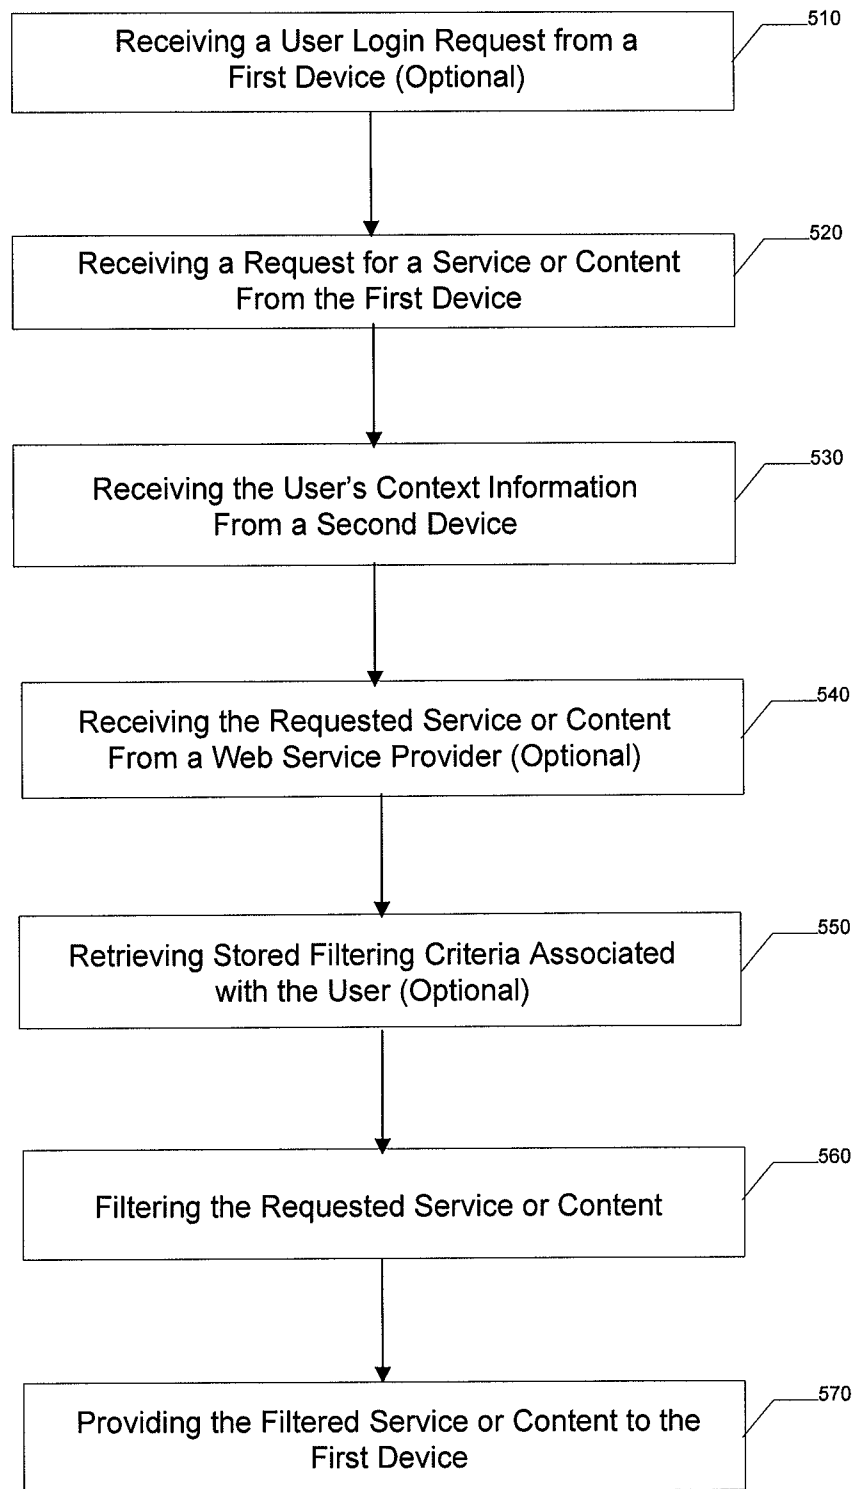 510
Receiving a User Login Request from a
First Device (Optional)
520
Receiving a Request for a Service or Content
From the First Device
530
Receiving the User's Context Information
From a Second Device
540
Receiving the Requested Service or Content
From a Web Service Provider (Optional)
550
Retrieving Stored Filtering Criteria Associated
with the User (Optional)
560
Filtering the Requested Service or Content
570
Providing the Filtered Service or Content to the
First Device